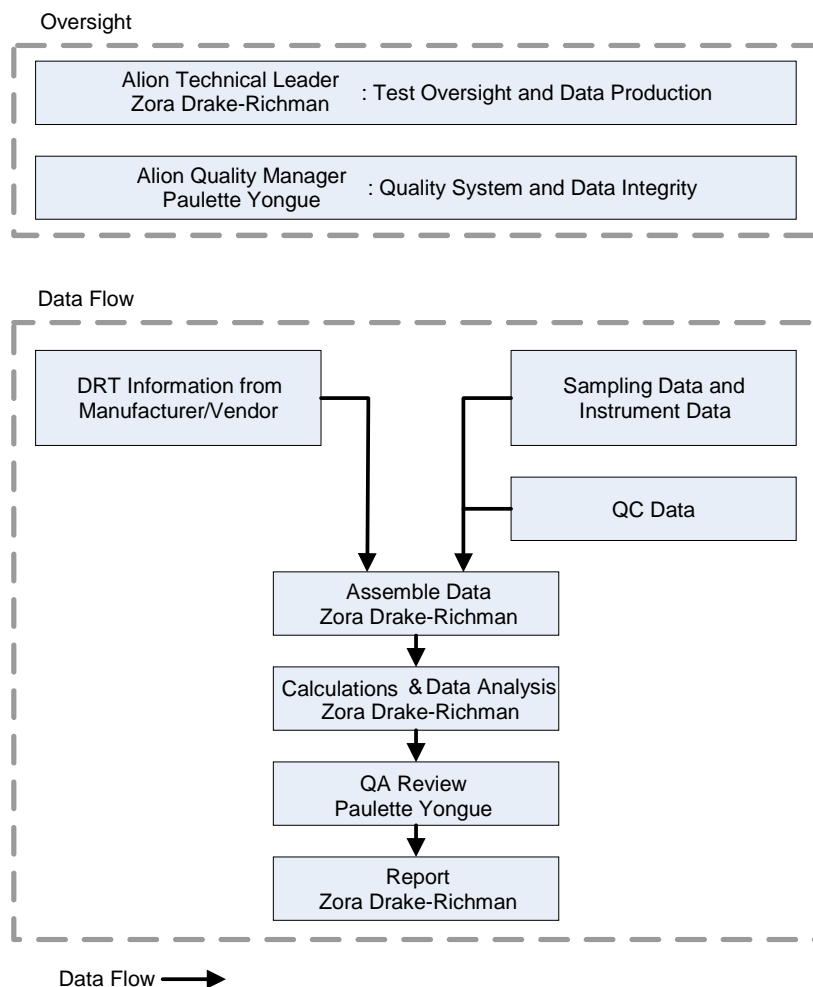 Oversight
Alion Technical Leader
Zora Drake-Richman
: Test Oversight and Data Production
Alion Quality Manager
Paulette Yongue
: Quality System and Data Integrity
Data Flow
DRT Information from
Manufacturer/Vendor
Sampling Data and
Instrument Data
QC Data
Assemble Data
Zora Drake-Richman
Calculations & Data Analysis
Zora Drake-Richman
QA Review
Paulette Yongue
Report
Zora Drake-Richman
Data Flow